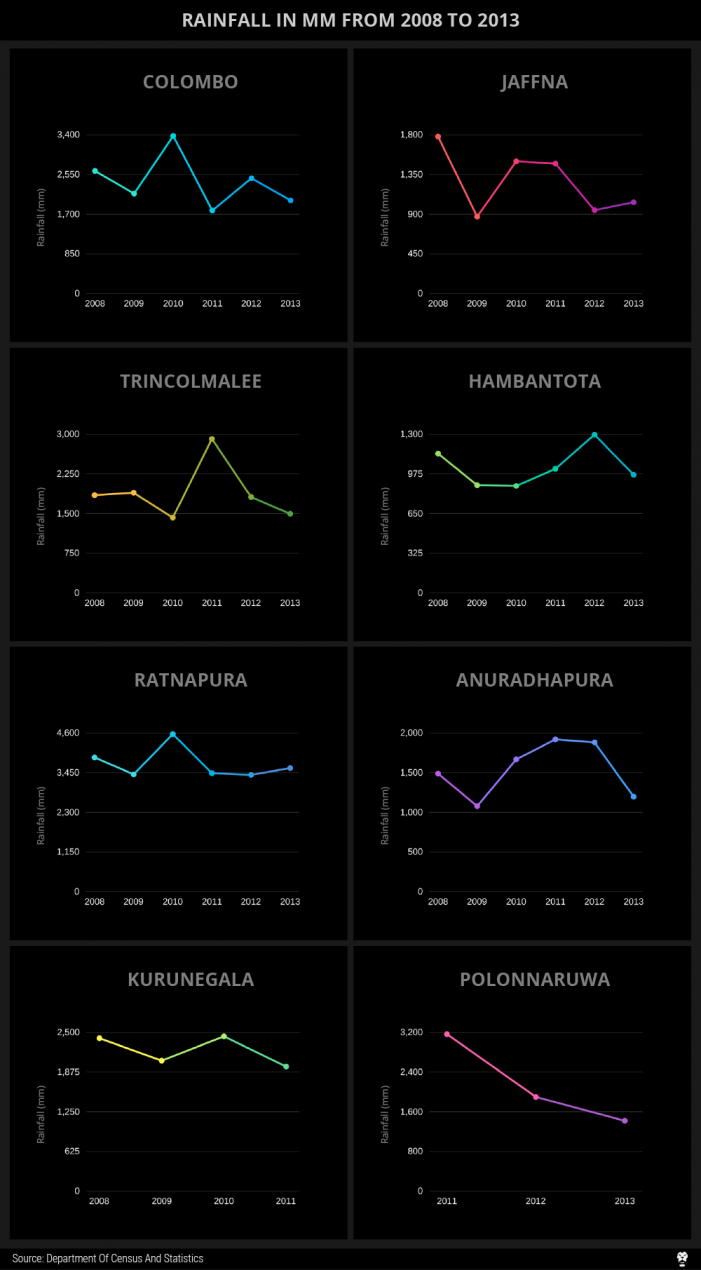 RAINFALL IN MM FROM 2008 TO 2013
COLOMBO
Rainfall (mm)
3,400
2,550
1,700
850
0
2008 2009 2010 2011 2012 2013
JAFFNA
Rainfall (mm)
1,800
1,350
900
450
0
2008 2009 2010 2011 2012 2013
TRINCOLMALEE
Rainfall (mm)
3,000
2,250
1,500
750
0
2008 2009 2010 2011 2012 2013
HAMBANTOTA
Rainfall (mm)
1,300
975
650
325
0
2008 2009 2010 2011 2012 2013
RATNAPURA
Rainfall (mm)
4,600
3,450
2,300
1,150
0
2008 2009 2010 2011 2012 2013
ANURADHAPURA
Rainfall (mm)
2,000
1,500
1,000
500
0
2008 2009 2010 2011 2012 2013
KURUNEGALA
Rainfall (mm)
2,500
1,875
1,250
625
0
2008 2009 2010 2011
POLONNARUWA
Rainfall (mm)
3,200
2,400
1,600
800
0
2011 2012 2013
Source: Department Of Census And Statistics